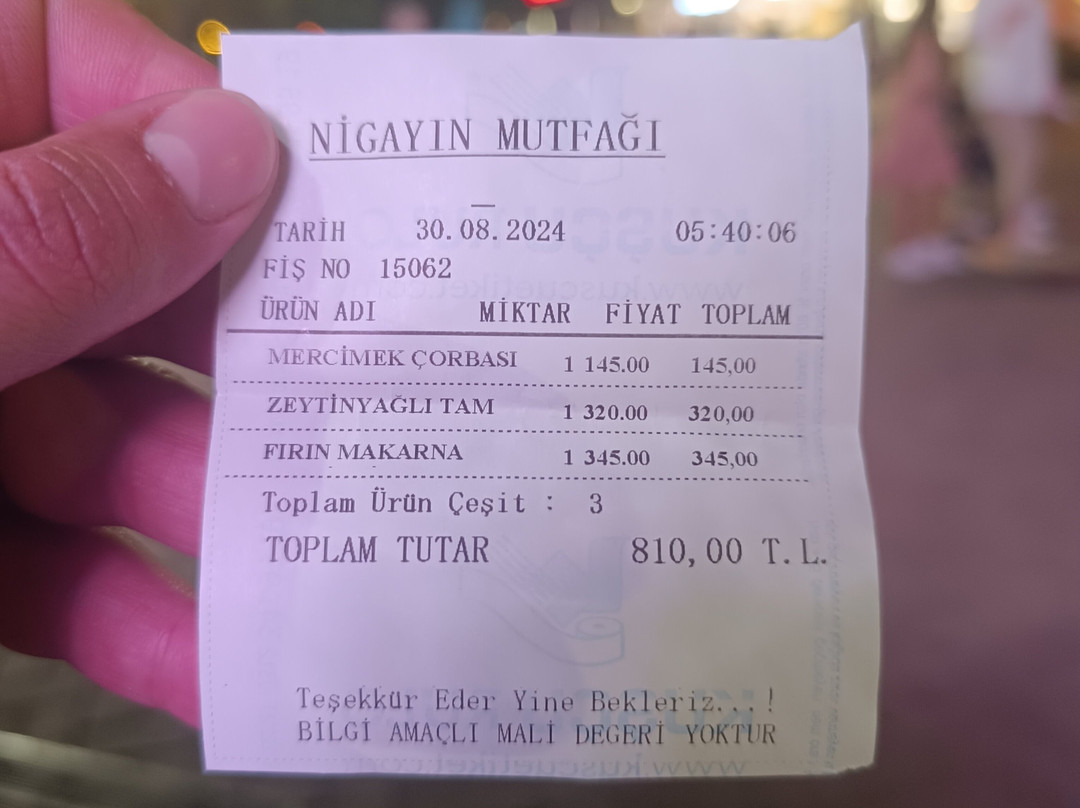 NİGAYIN MUTFAĞI
TARİH 30.08.2024 05:40:06
FİŞ NO 15062
ÜRÜN ADI MİKTAR FİYAT TOPLAM
MERCİMEK ÇORBASI 1 145.00 145,00
ZEYTİNYAĞLI TAM 1 320.00 320,00
FIRIN MAKARNA 1 345.00 345,00
Toplam Ürün Çeşit : 3
TOPLAM TUTAR 810,00 T.L.
Teşekkür Eder Yine Bekleriz...!
BİLGİ AMAÇLI MALİ DEGERİ YOKTUR